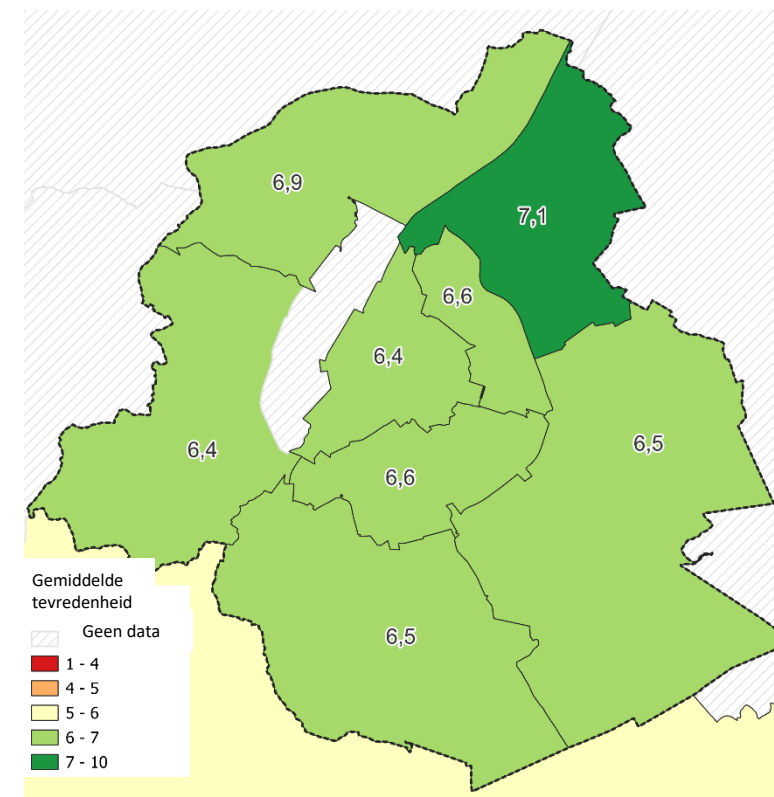 6,9
7,1
6,6
6,4
6,4
6,5
6,6
6,5
Gemiddelde
tevredenheid
Geen data
1 - 4
4 - 5
5 - 6
6 - 7
7 - 10